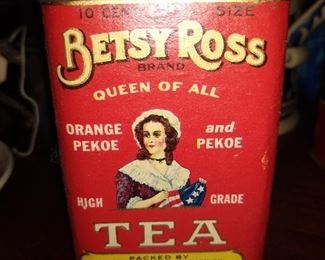 10 CENT SIZE
BETSY ROSS
BRAND
QUEEN OF ALL
ORANGE PEKOE and PEKOE
HIGH GRADE
TEA
PACKED BY